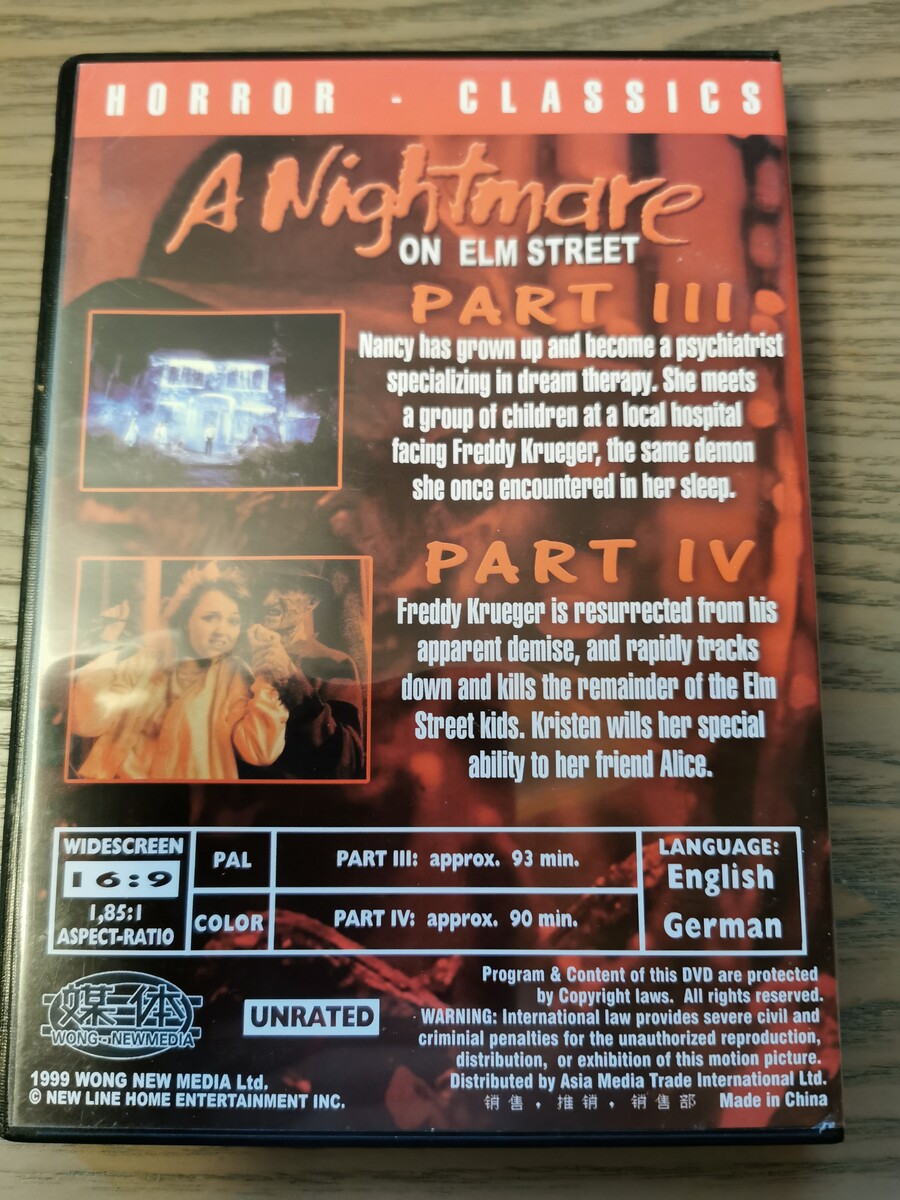 HORROR - CLASSICS
A Nightmare
ON ELM STREET
PART III
Nancy has grown up and become a psychiatrist
specializing in dream therapy. She meets
a group of children at a local hospital
facing Freddy Krueger, the same demon
she once encountered in her sleep.
PART IV
Freddy Krueger is resurrected from his
apparent demise, and rapidly tracks
down and kills the remainder of the Elm
Street kids. Kristen wills her special
ability to her friend Alice.
WIDESCREEN
16:9
1,85:1
ASPECT-RATIO
PAL
COLOR
PART III: approx. 93 min.
PART IV: approx. 90 min.
LANGUAGE:
English
German
媒三体
WONG-NEWMEDIA
UNRATED
1999 WONG NEW MEDIA Ltd.
© NEW LINE HOME ENTERTAINMENT INC.
Program & Content of this DVD are protected
by Copyright laws. All rights reserved.
WARNING: International law provides severe civil and
criminal penalties for the unauthorized reproduction,
distribution, or exhibition of this motion picture.
Distributed by Asia Media Trade International Ltd.
销售，推销，销售部 Made in China